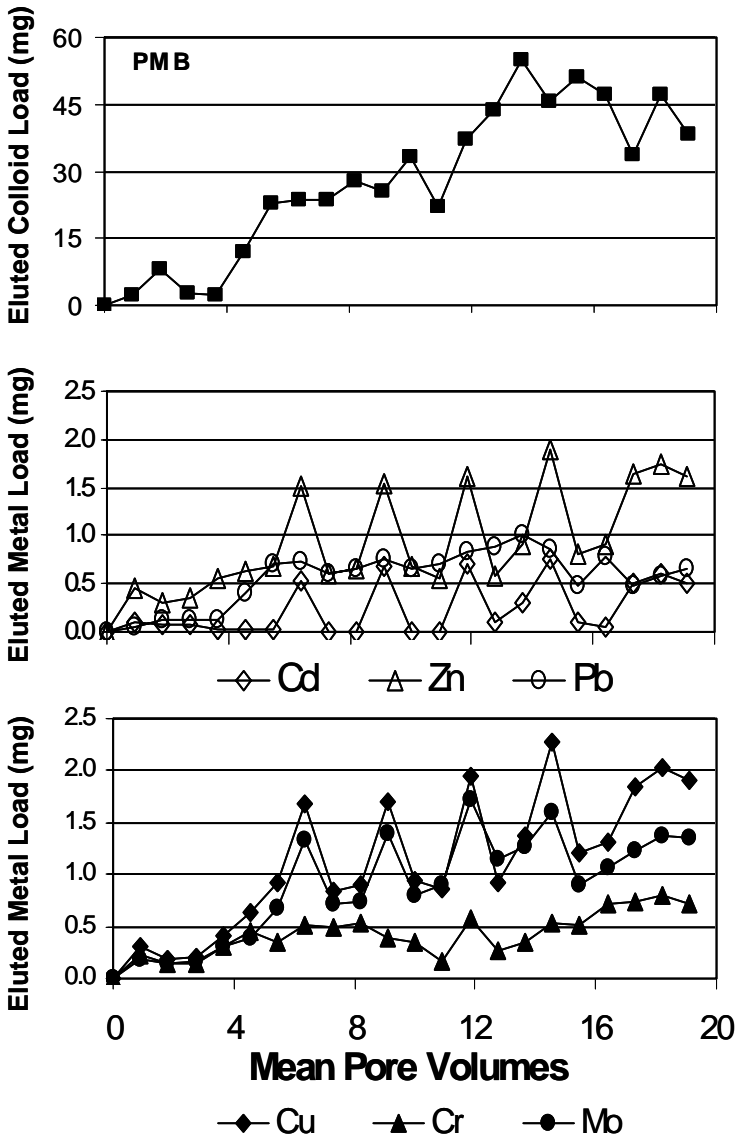 Eluted Colloid Load (mg)
PMB
60
45
30
15
0
Eluted Metal Load (mg)
2.5
2.0
1.5
1.0
0.5
0.0
Cd Zn Pb
Eluted Metal Load (mg)
2.5
2.0
1.5
1.0
0.5
0.0
0 4 8 12 16 20
Mean Pore Volumes
Cu Cr Mo